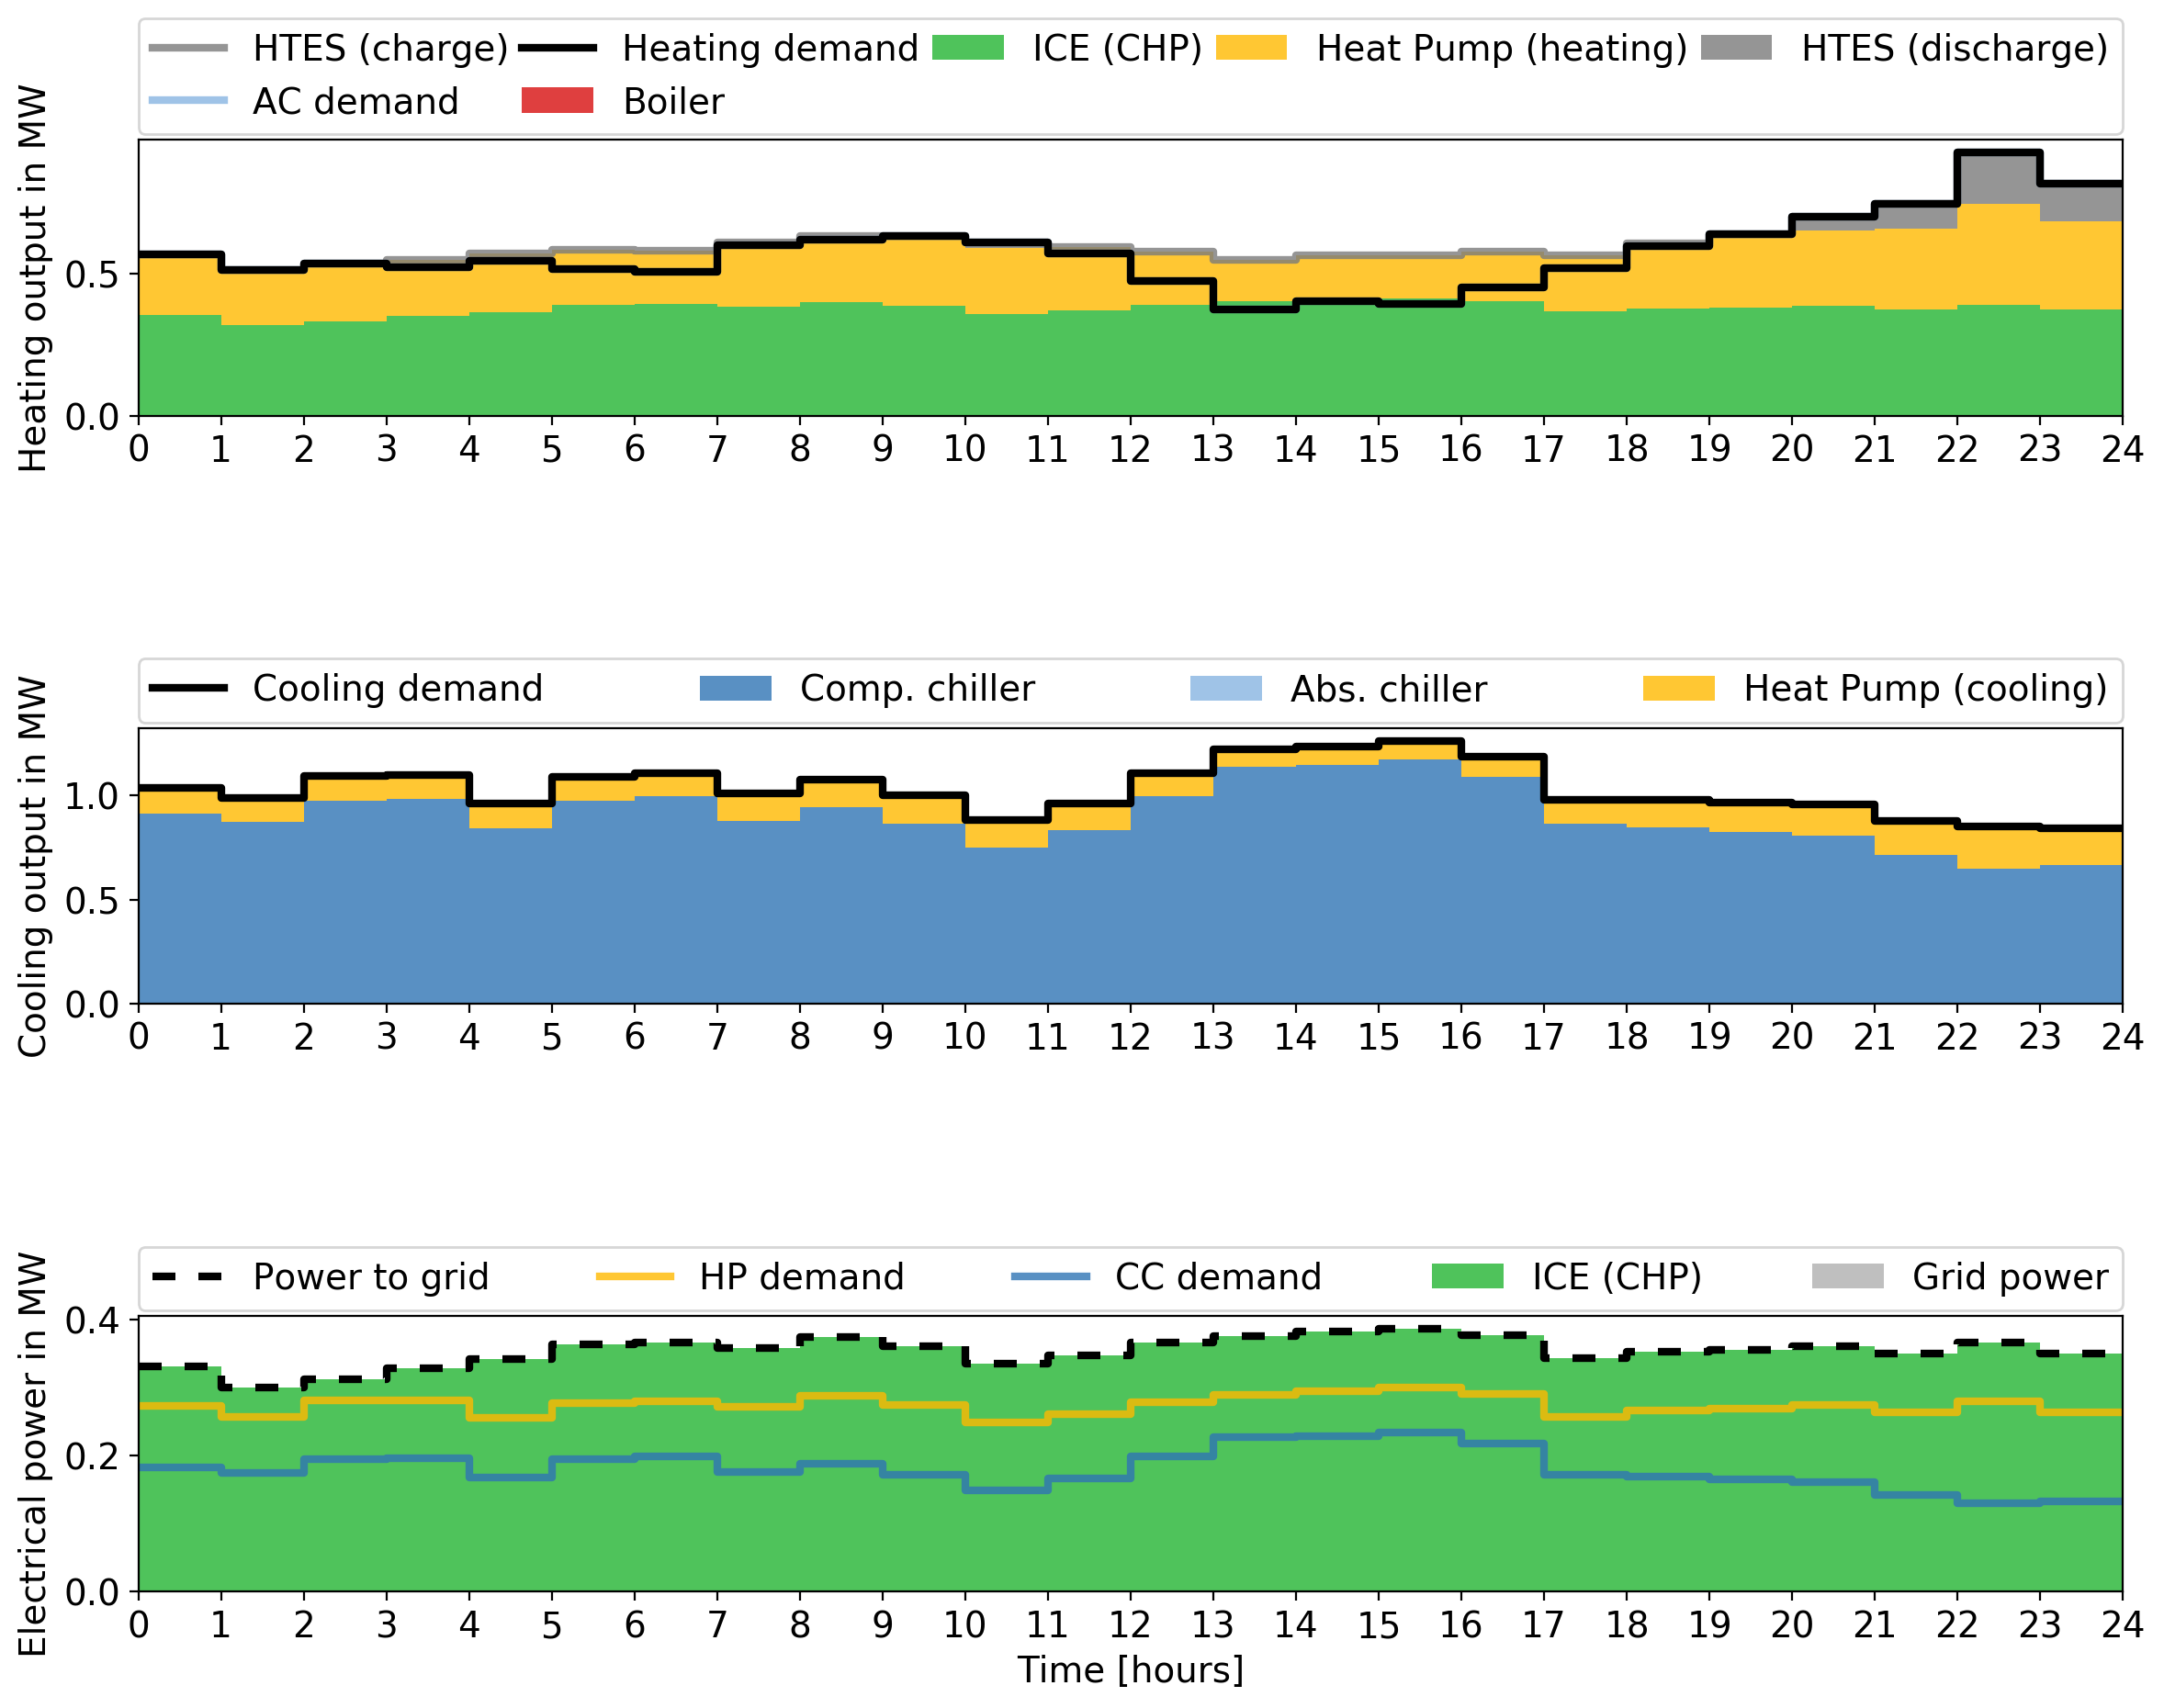 HTES (charge) Heating demand ICE (CHP) Heat Pump (heating) HTES (discharge)
AC demand Boiler
Heating output in MW
0.5
0.0
0 1 2 3 4 5 6 7 8 9 10 11 12 13 14 15 16 17 18 19 20 21 22 23 24
Cooling demand Comp. chiller Abs. chiller Heat Pump (cooling)
Cooling output in MW
1.0
0.5
0.0
0 1 2 3 4 5 6 7 8 9 10 11 12 13 14 15 16 17 18 19 20 21 22 23 24
Power to grid HP demand CC demand ICE (CHP) Grid power
Electrical power in MW
0.4
0.2
0.0
0 1 2 3 4 5 6 7 8 9 10 11 12 13 14 15 16 17 18 19 20 21 22 23 24
Time [hours]